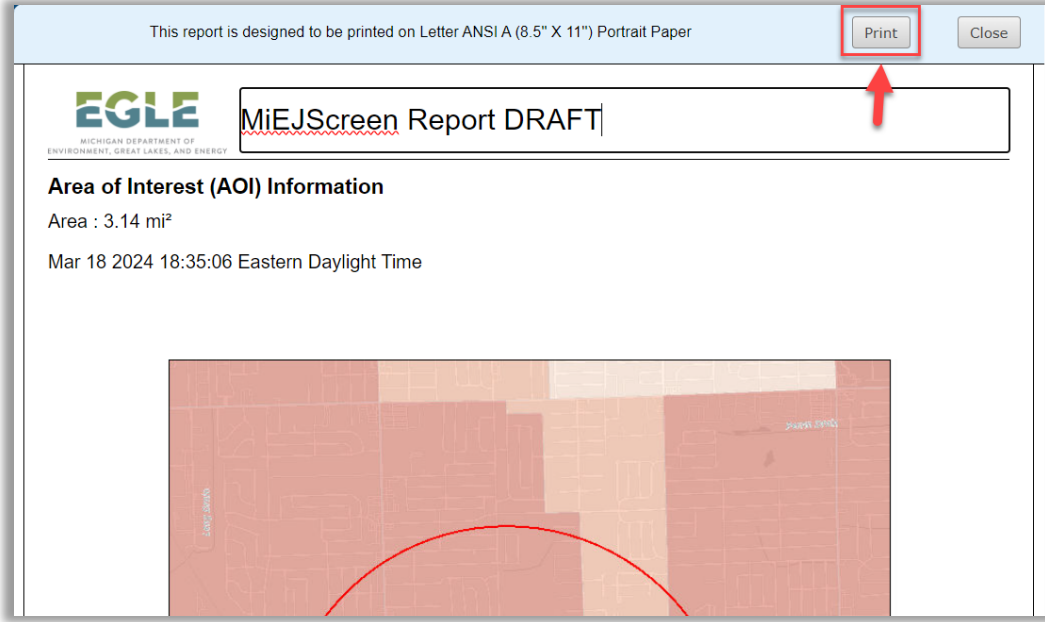 This report is designed to be printed on Letter ANSI A (8.5" X 11") Portrait Paper
Print
Close
EGLE
MICHIGAN DEPARTMENT OF
ENVIRONMENT, GREAT LAKES, AND ENERGY
MiEJScreen Report DRAFT
Area of Interest (AOI) Information
Area : 3.14 mi²
Mar 18 2024 18:35:06 Eastern Daylight Time